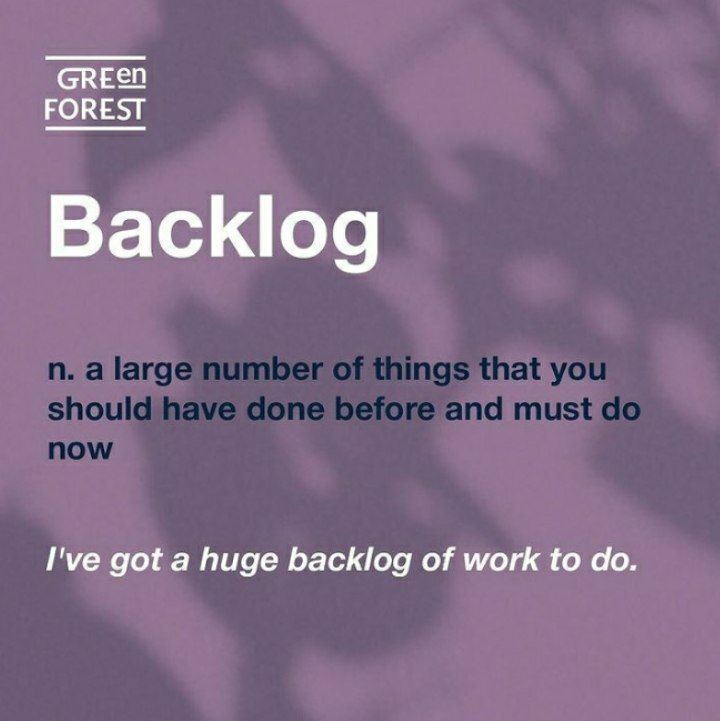 GREen
FOREST
Backlog
n. a large number of things that you
should have done before and must do
now
I've got a huge backlog of work to do.